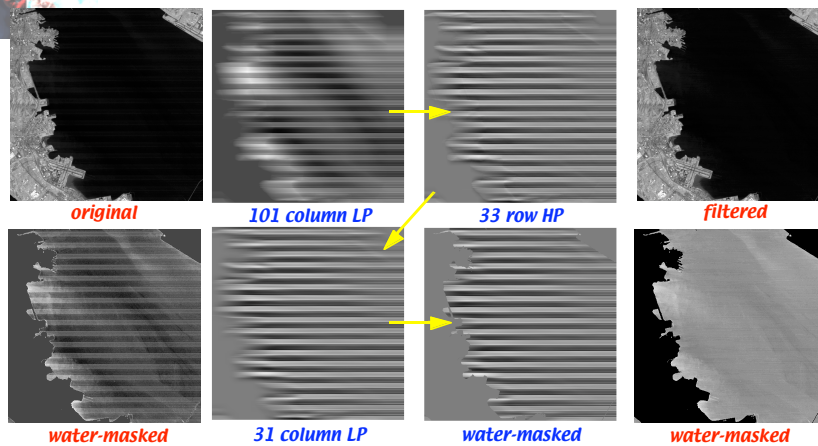 original
101 column LP
33 row HP
filtered
water-masked
31 column LP
water-masked
water-masked